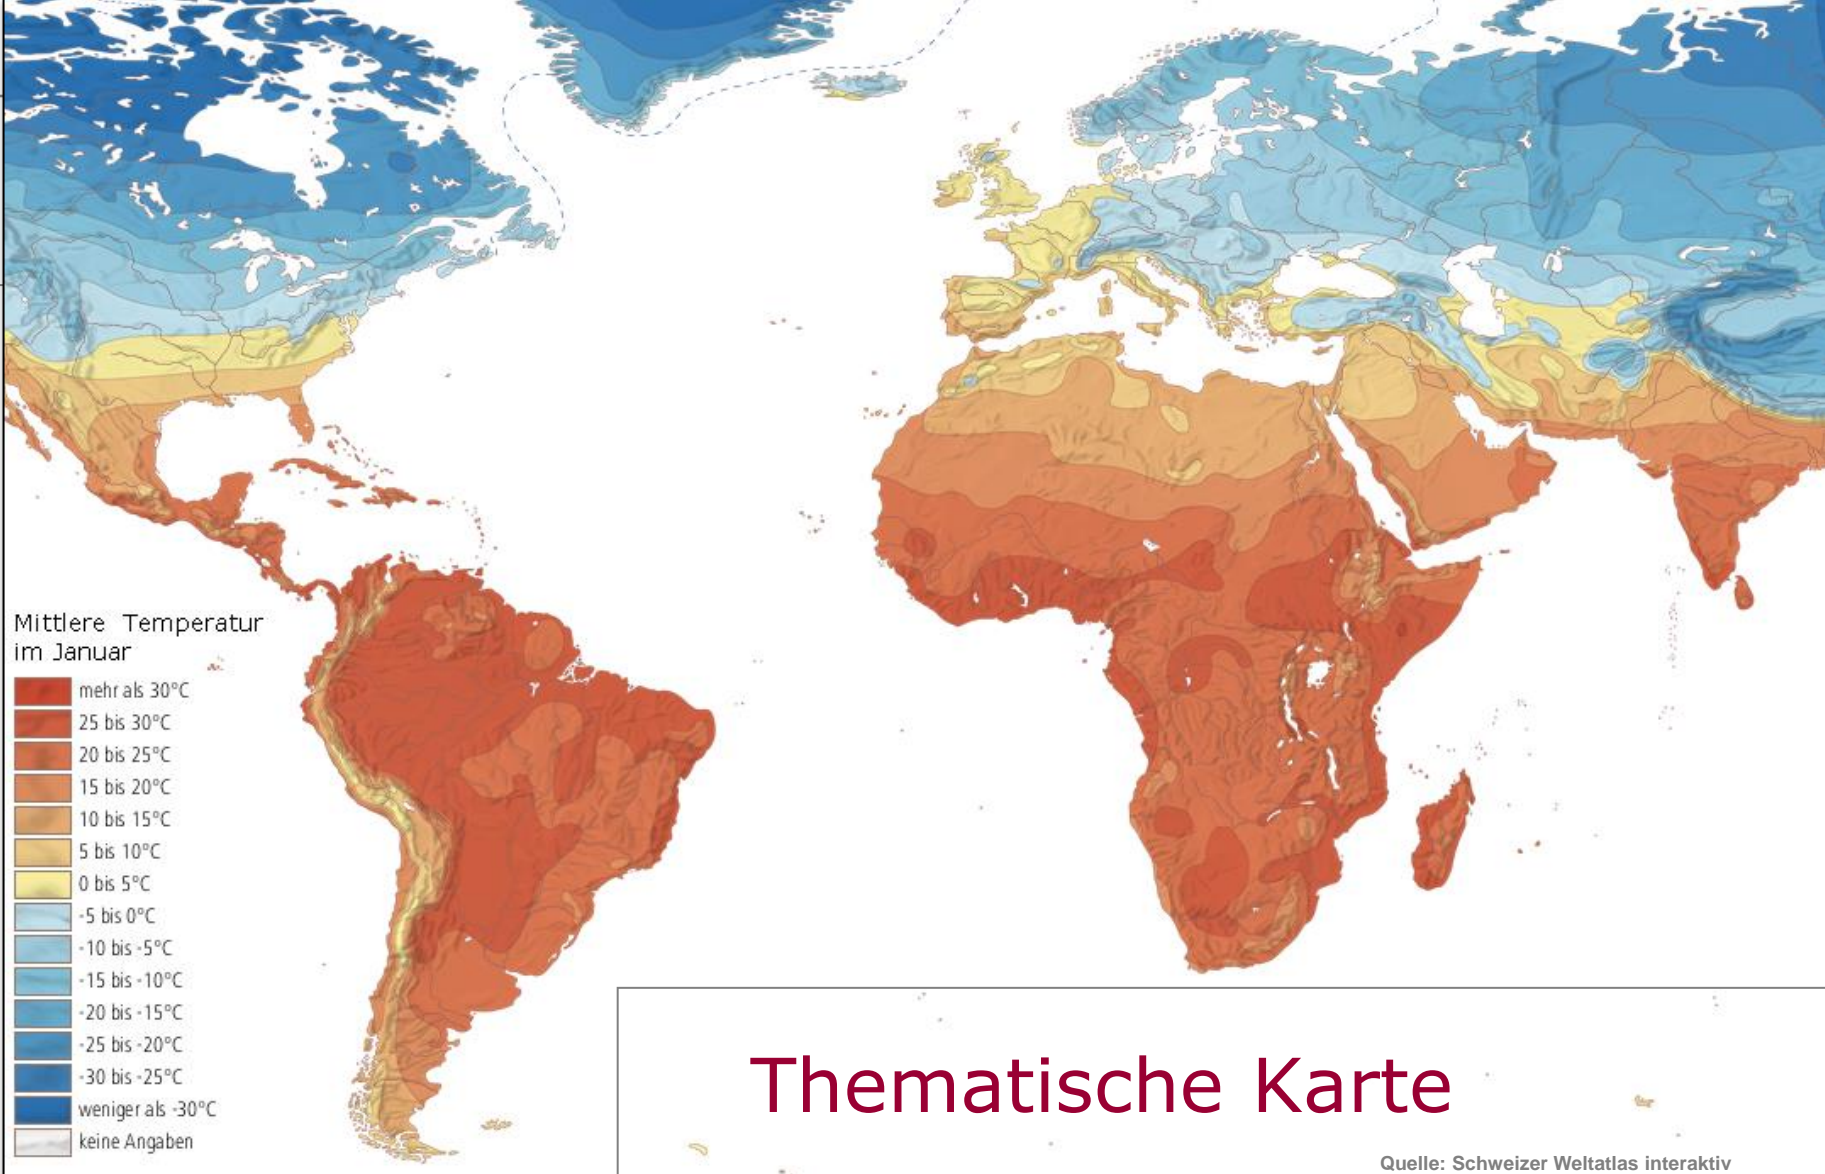 Mittlere Temperatur
im Januar
mehr als 30°C
25 bis 30°C
20 bis 25°C
15 bis 20°C
10 bis 15°C
5 bis 10°C
0 bis 5°C
-5 bis 0°C
-10 bis -5°C
-15 bis -10°C
-20 bis -15°C
-25 bis -20°C
-30 bis -25°C
weniger als -30°C
keine Angaben
Thematische Karte
Quelle: Schweizer Weltatlas interaktiv